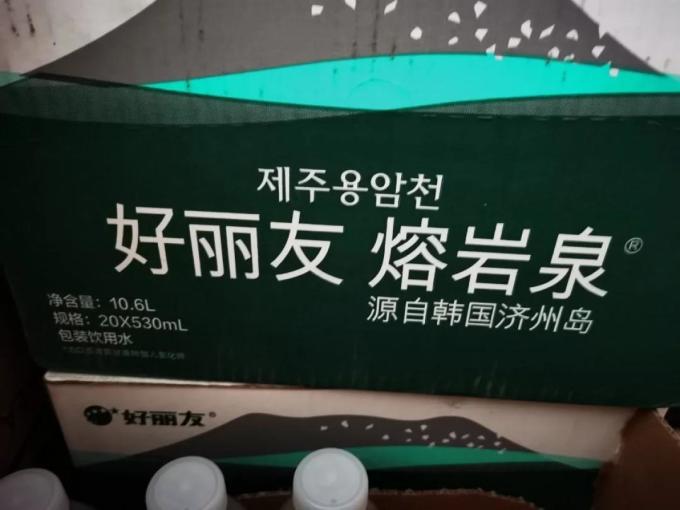 제주용암천
好丽友 熔岩泉®
源自韩国济州岛
净含量: 10.6L
规格: 20X530mL
包装饮用水
好丽友®